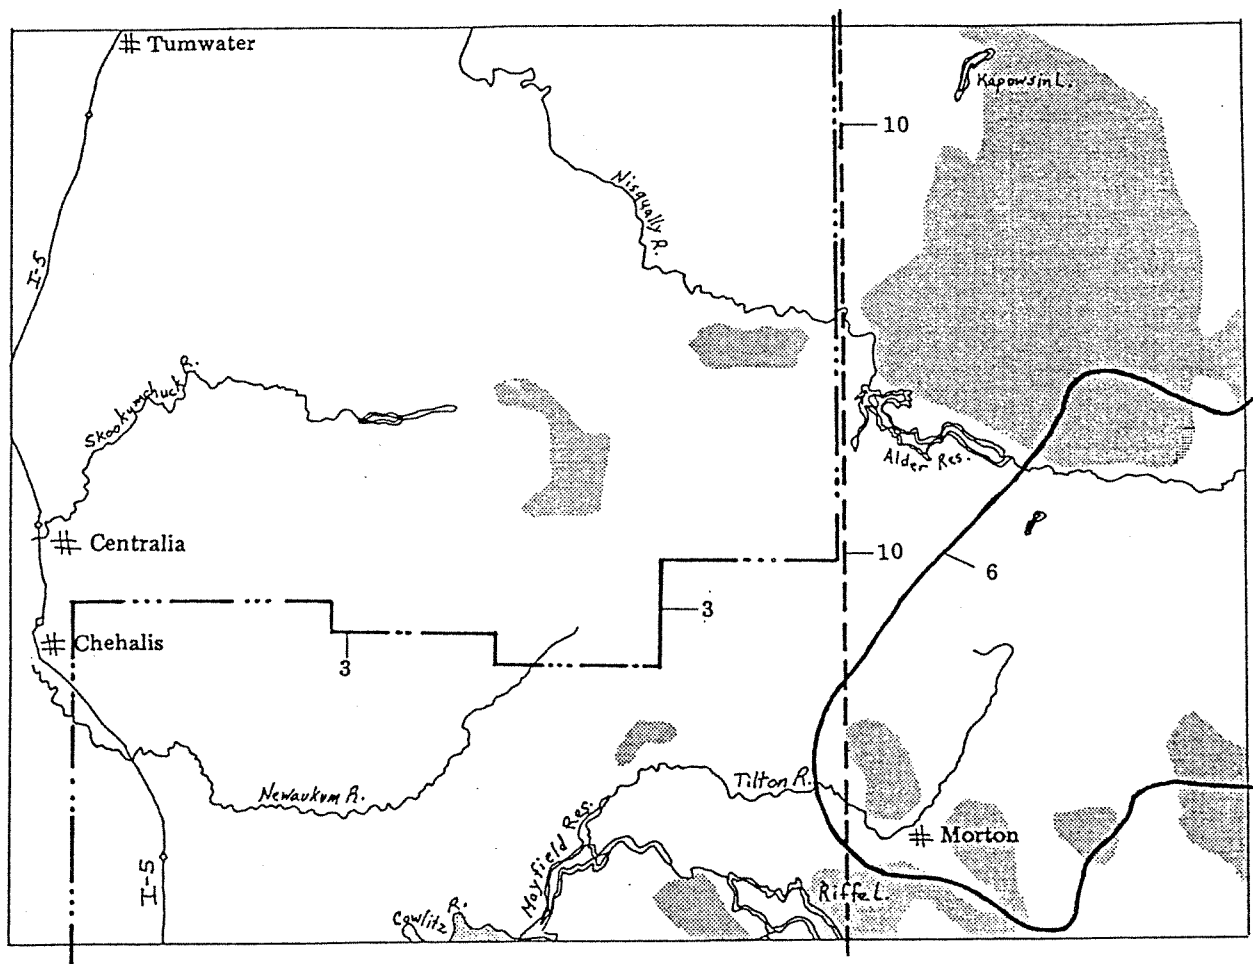 Tumwater
Kapowsin L.
10
Nisqually R.
I-5
Skookumchuck R.
Alder Res.
Centralia
10
6
3
Chehalis
3
Tilton R.
Newaukum R.
Mayfield Res.
Morton
I-5
Riffe L.
Cowlitz R.